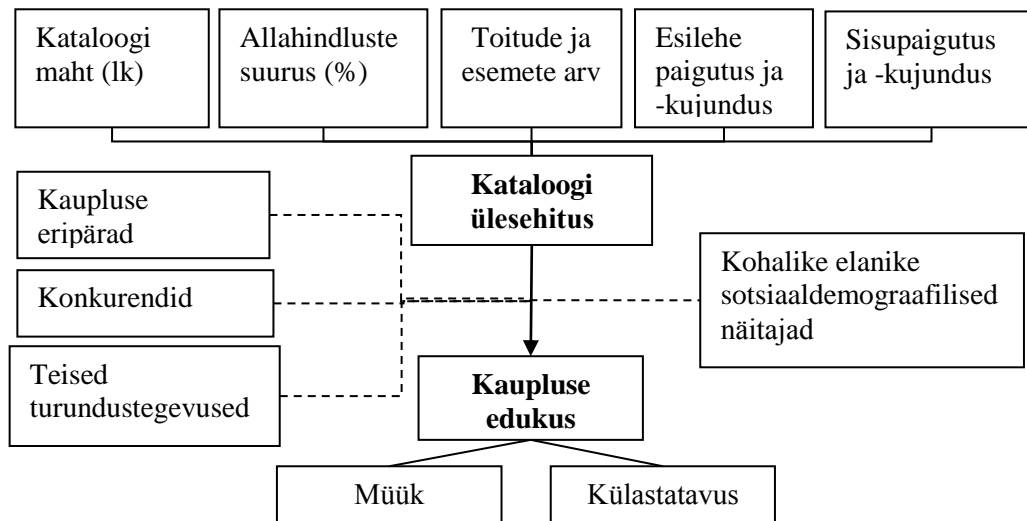 Kataloogi
maht (lk)
Allahindluste
suurus (%)
Toitude ja
esemete arv
Esilehe
paigutus ja
-kujundus
Sisupaigutus
ja -kujundus
Kataloogi
ülesehitus
Kaupluse
eripärad
Konkurendid
Teised
turundustegevused
Kohalike elanike
sotsiaaldemograafilised
näitajad
Kaupluse
edukus
Müük
Külastatavus